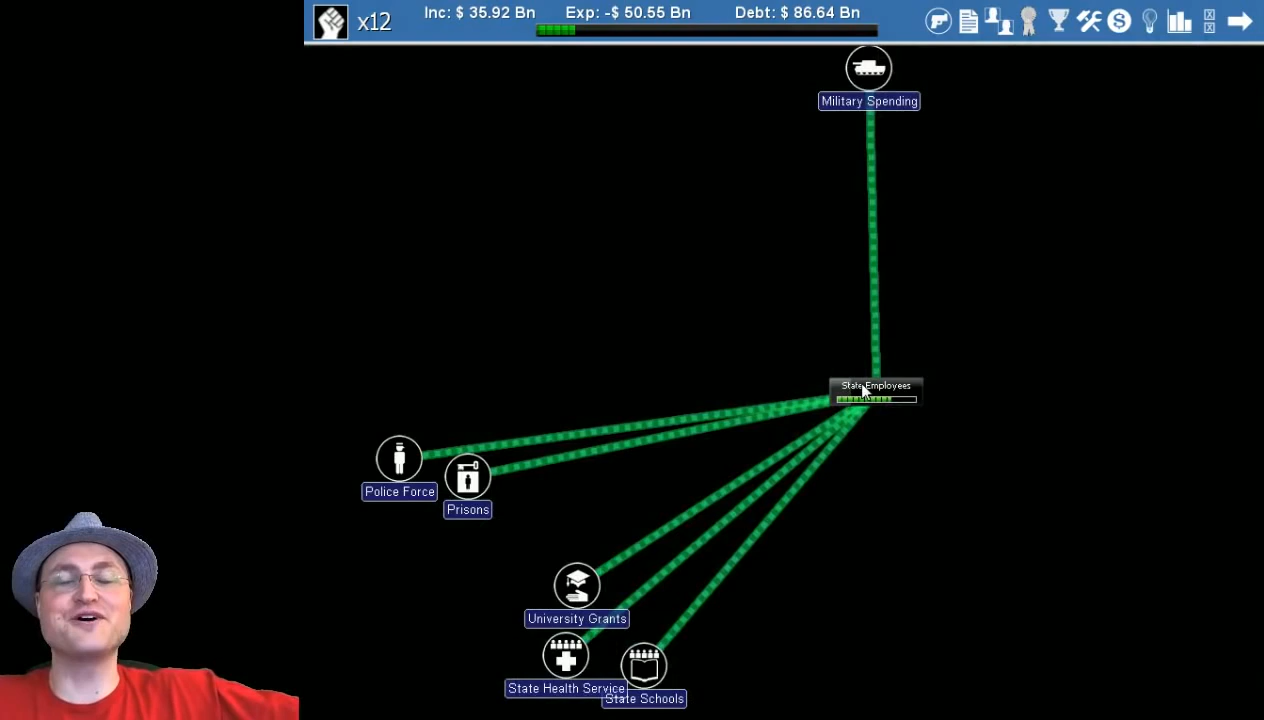 x12
Inc: $ 35.92 Bn
Exp: -$ 50.55 Bn
Debt: $ 86.64 Bn
Military Spending
State Employees
Police Force
Prisons
University Grants
State Health Service
State Schools